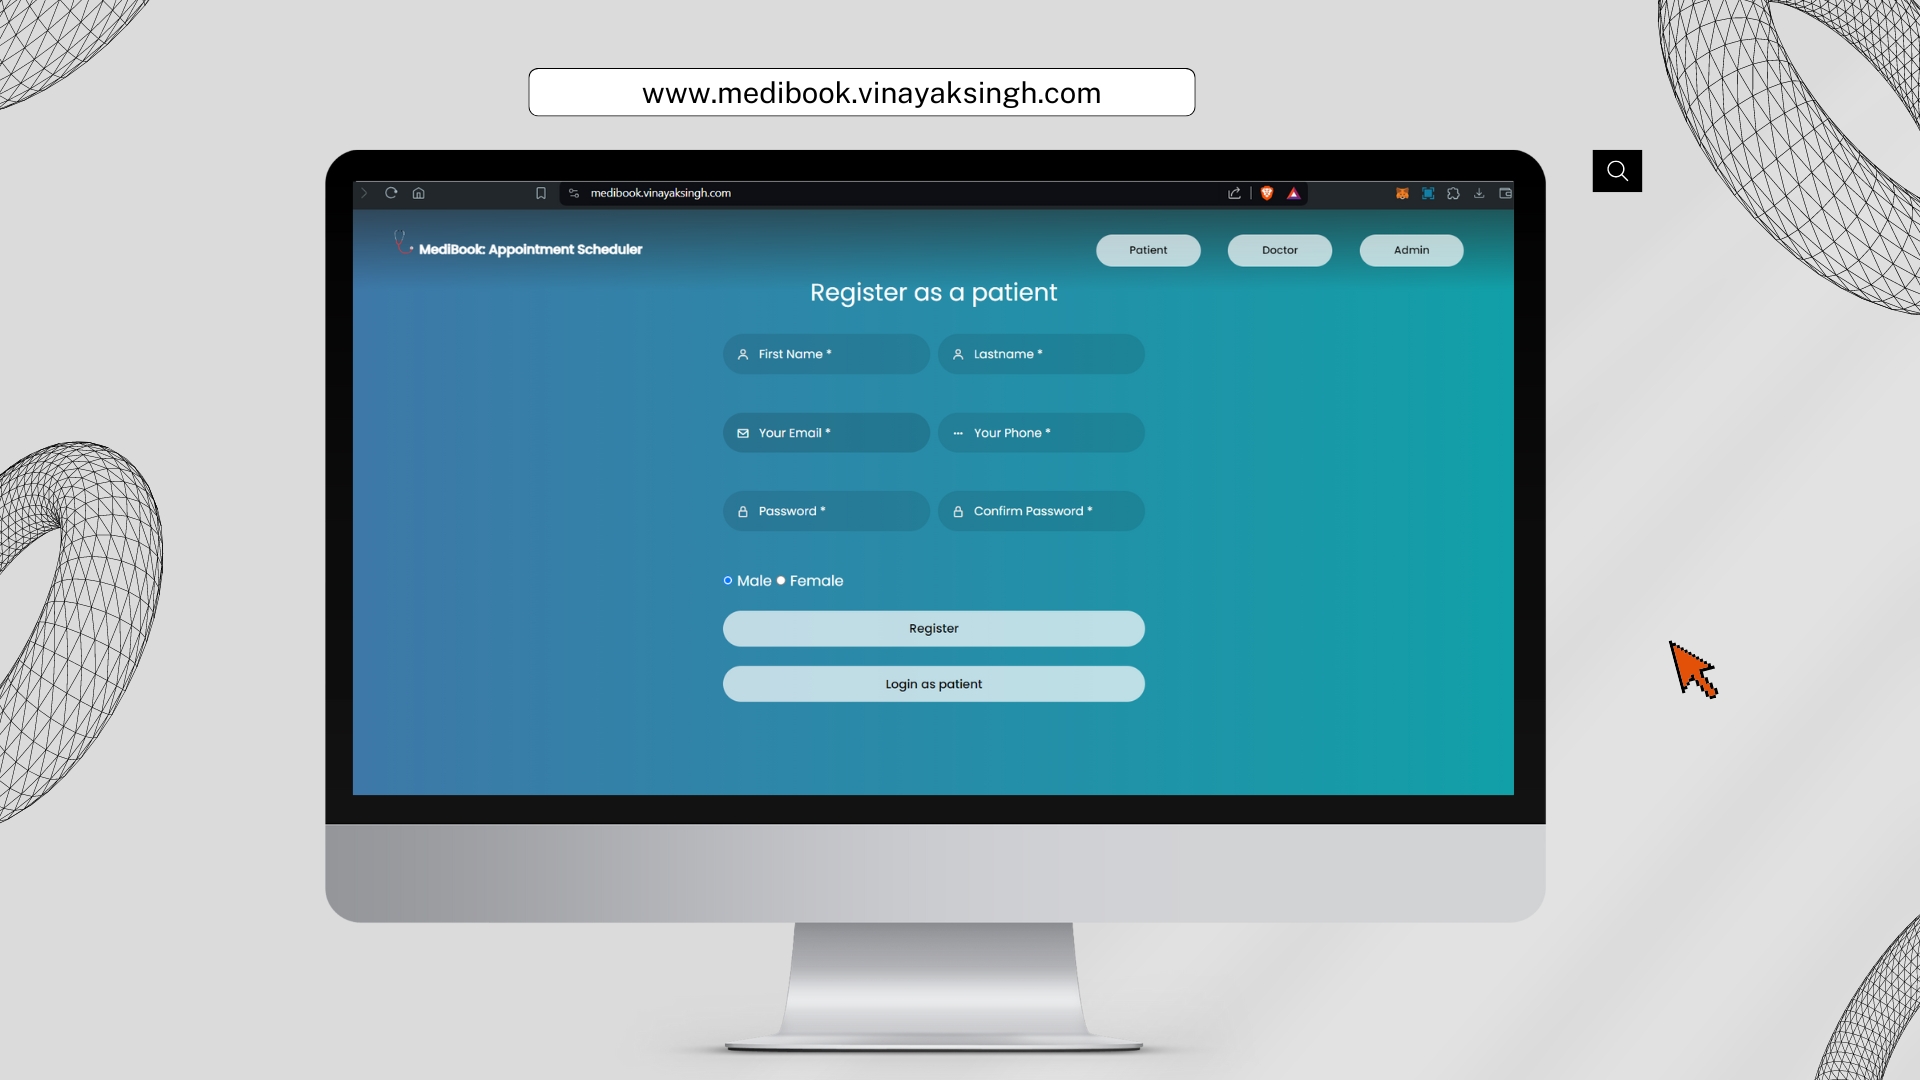 www.medibook.vinayaksingh.com
medibook.vinayaksingh.com
MediBook: Appointment Scheduler
Patient
Doctor
Admin
Register as a patient
First Name *
Lastname *
Your Email *
Your Phone *
Password *
Confirm Password *
Male Female
Register
Login as patient